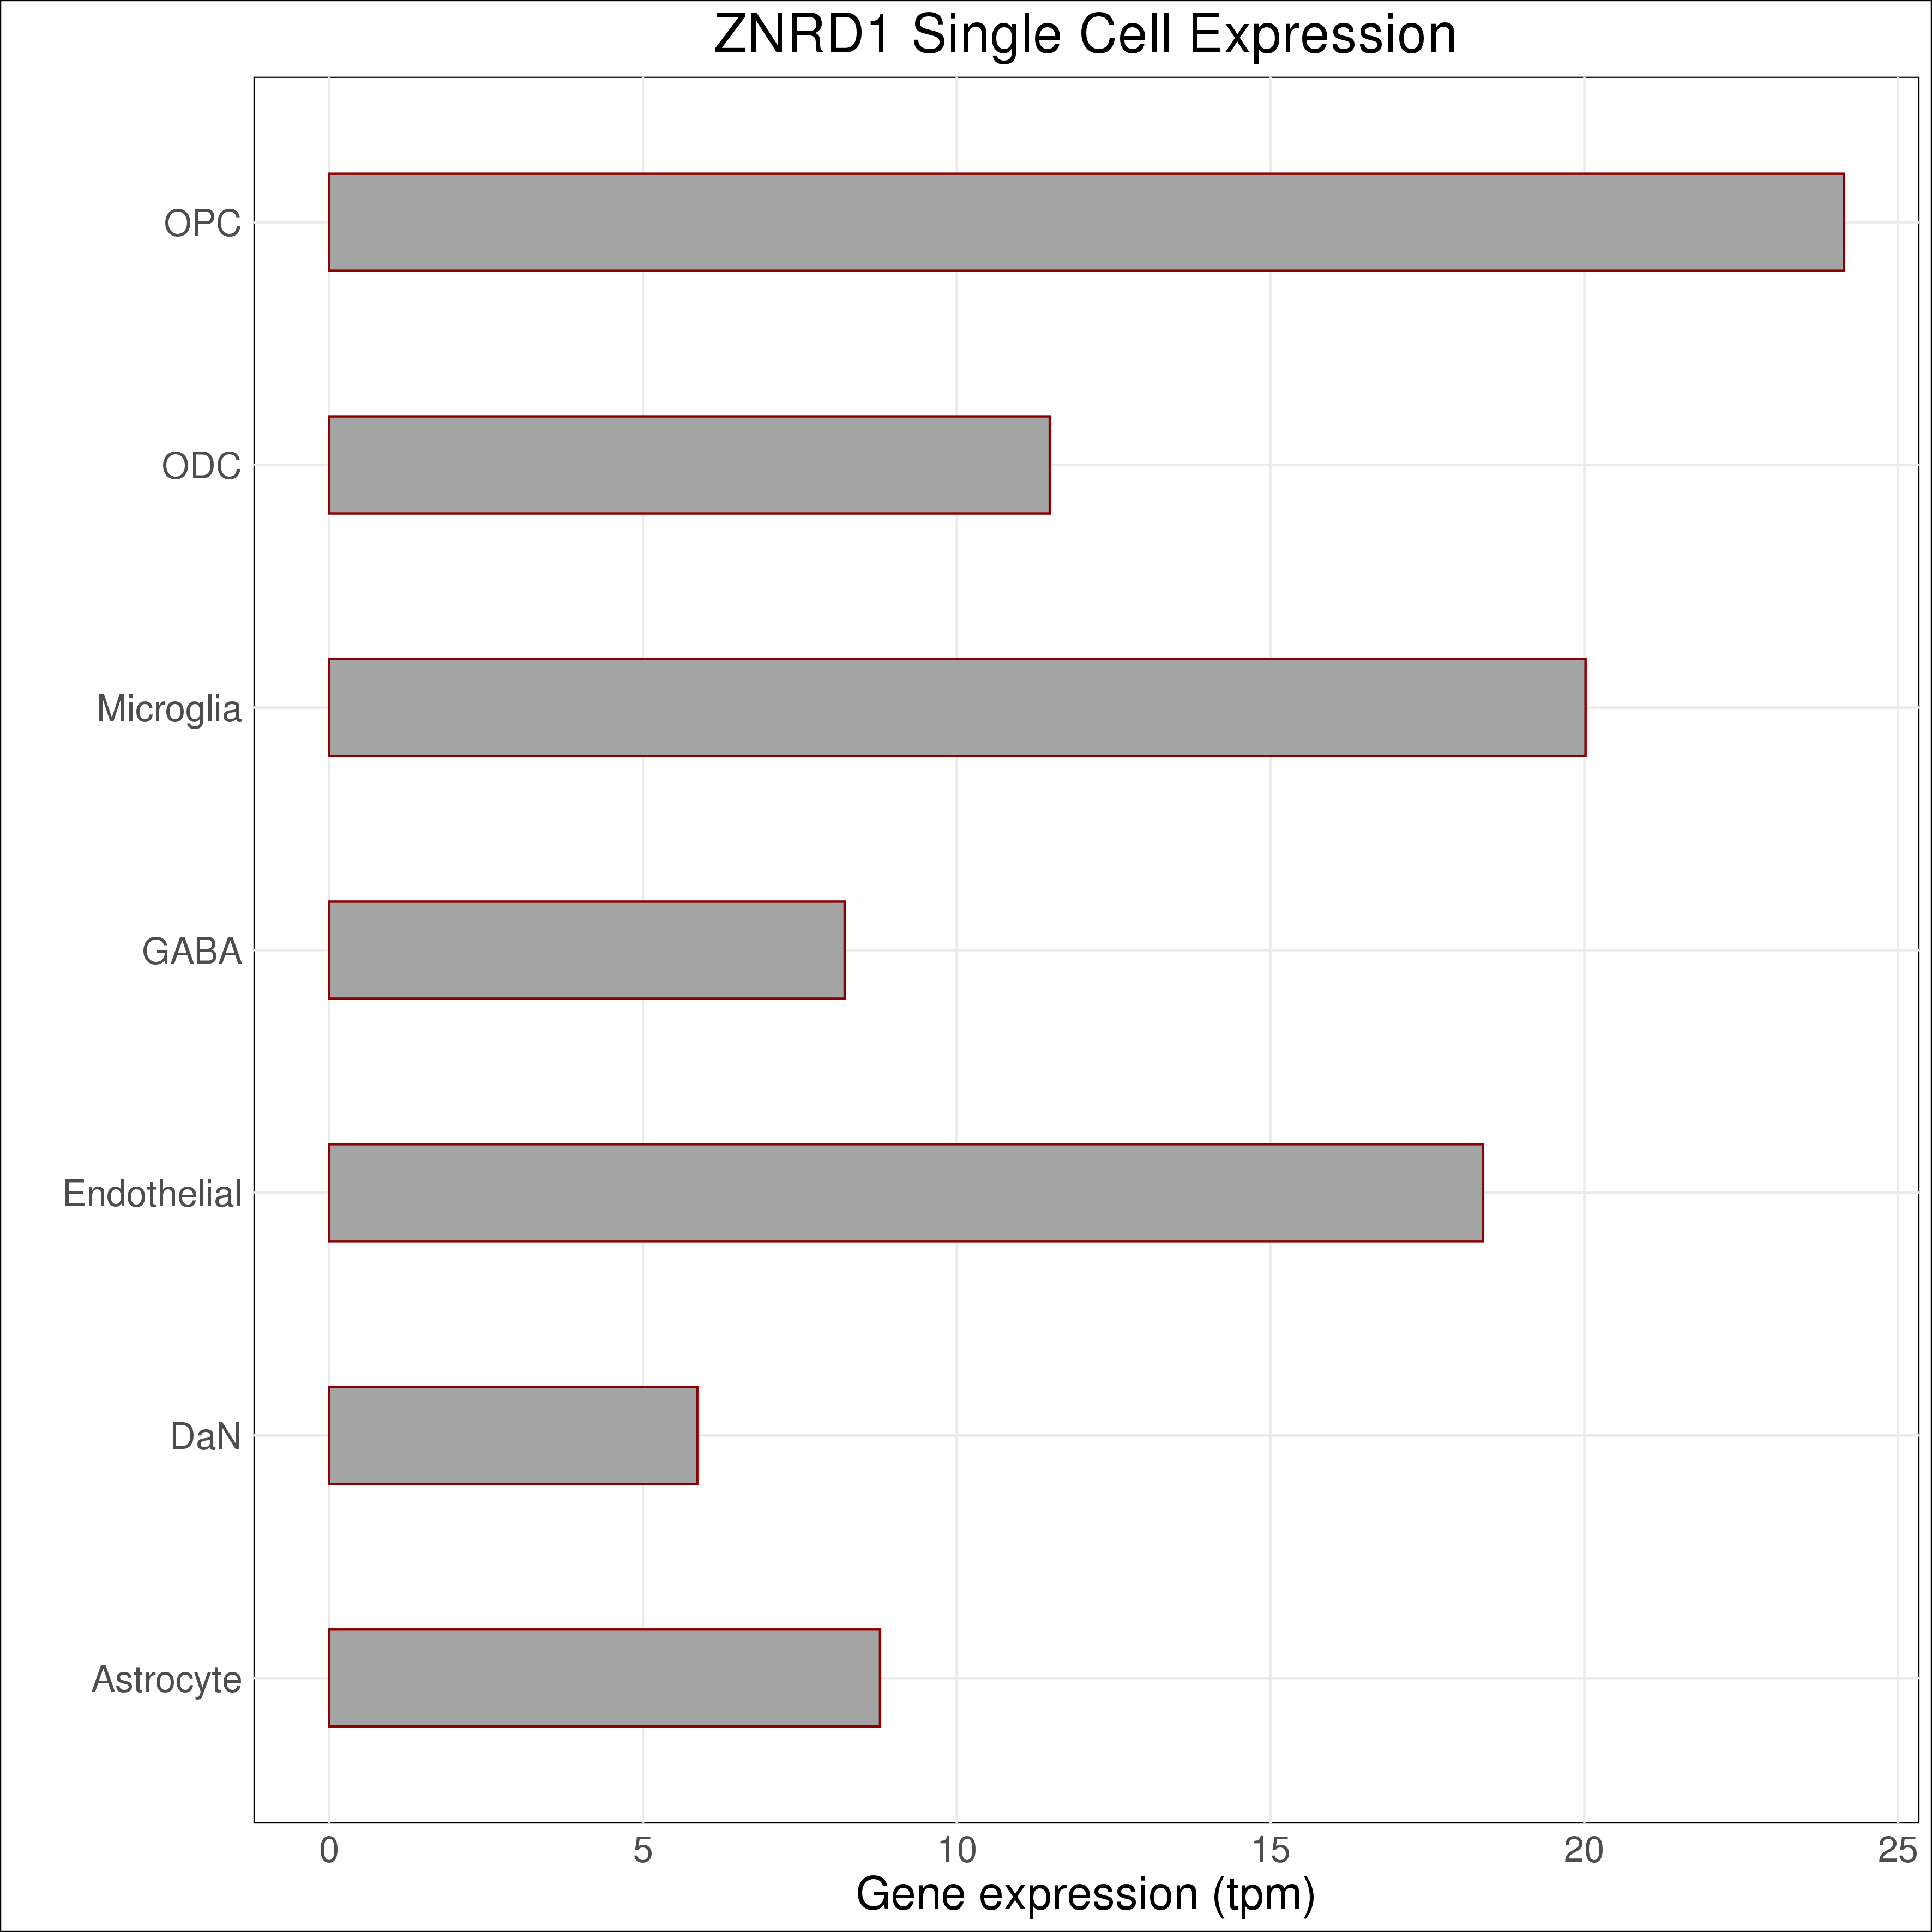 ZNRD1 Single Cell Expression
OPC
ODC
Microglia
GABA
Endothelial
DaN
Astrocyte
0 5 10 15 20 25
Gene expression (tpm)